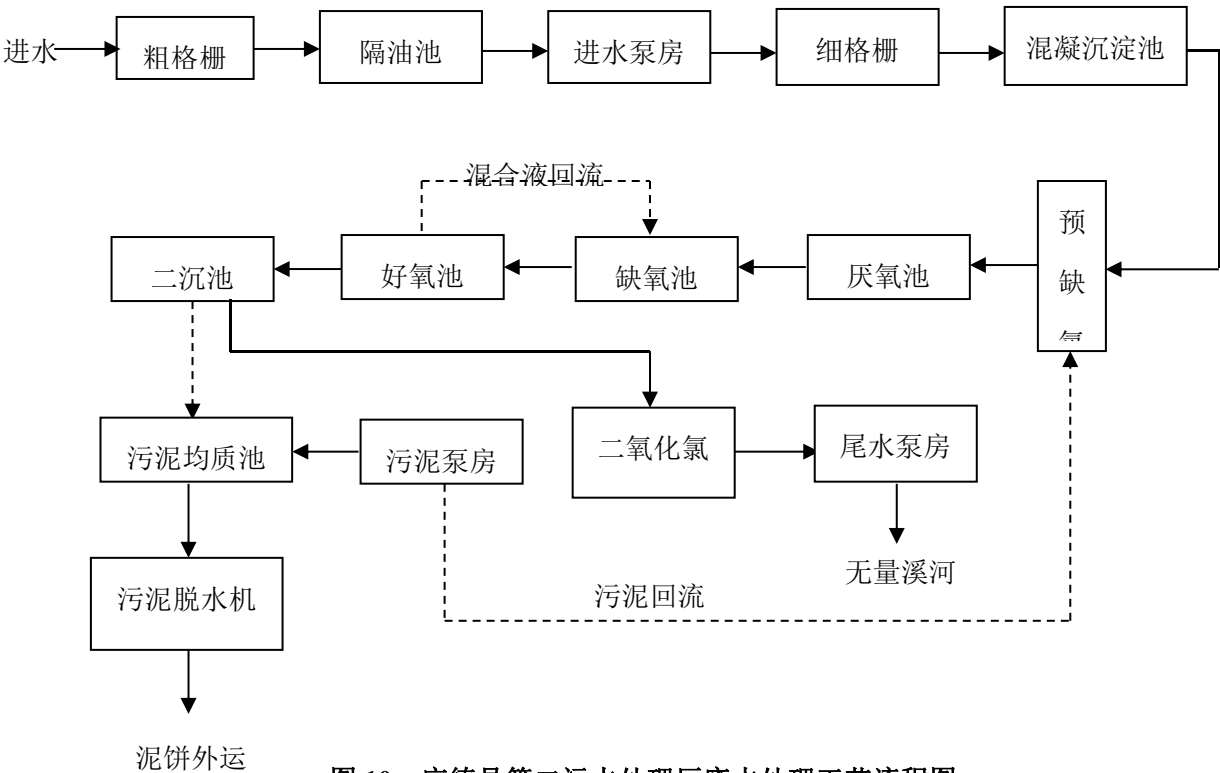 进水
粗格栅
隔油池
进水泵房
细格栅
混凝沉淀池
混合液回流
预
缺
氧
厌氧池
缺氧池
好氧池
二沉池
污泥均质池
污泥泵房
二氧化氯
尾水泵房
污泥脱水机
无量溪河
污泥回流
泥饼外运